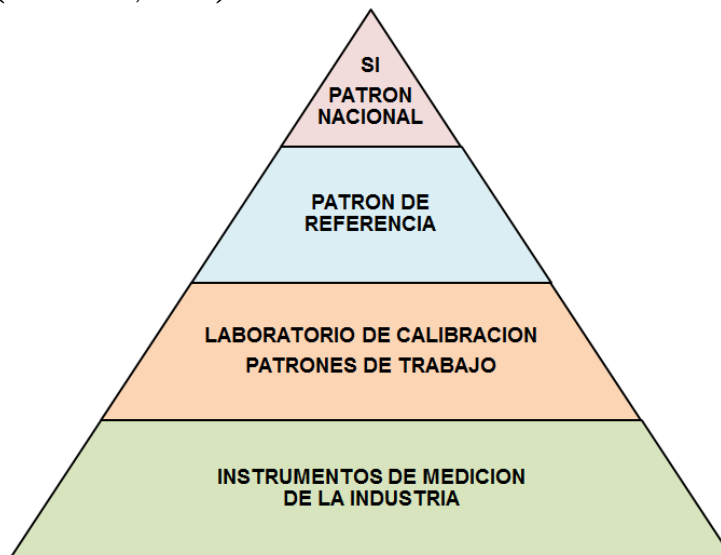 SI
PATRON
NACIONAL
PATRON DE
REFERENCIA
LABORATORIO DE CALIBRACION
PATRONES DE TRABAJO
INSTRUMENTOS DE MEDICION
DE LA INDUSTRIA